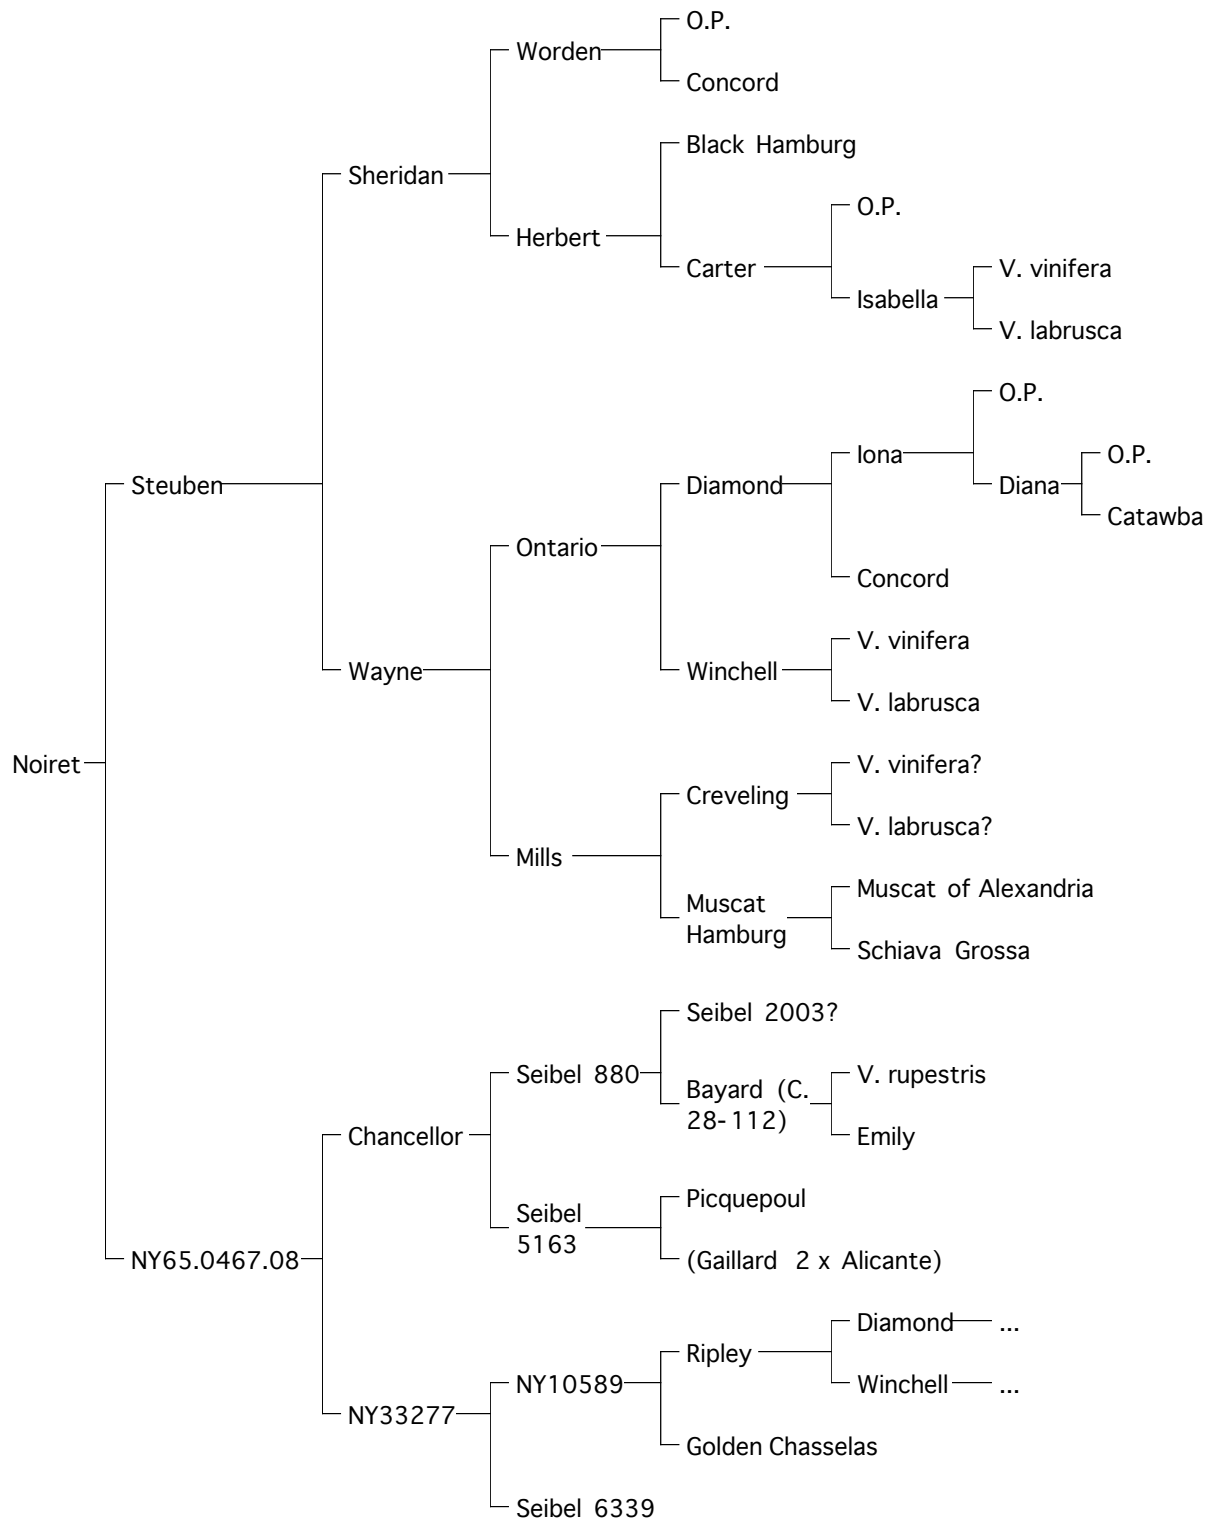 O.P.
Worden
Concord
Black Hamburg
Sheridan
O.P.
Herbert
Carter
V. vinifera
Isabella
V. labrusca
O.P.
Iona
O.P.
Steuben
Diamond
Diana
Catawba
Ontario
Concord
V. vinifera
Wayne
Winchell
V. labrusca
Noiret
V. vinifera?
Creveling
V. labrusca?
Mills
Muscat of Alexandria
Muscat
Hamburg
Schiava Grossa
Seibel 2003?
Seibel 880
V. rupestris
Bayard (C.
28-112)
Chancellor
Emily
Picquepoul
Seibel
5163
NY65.0467.08
(Gaillard 2 x Alicante)
Diamond ...
Ripley
NY10589
Winchell ...
NY33277
Golden Chasselas
Seibel 6339